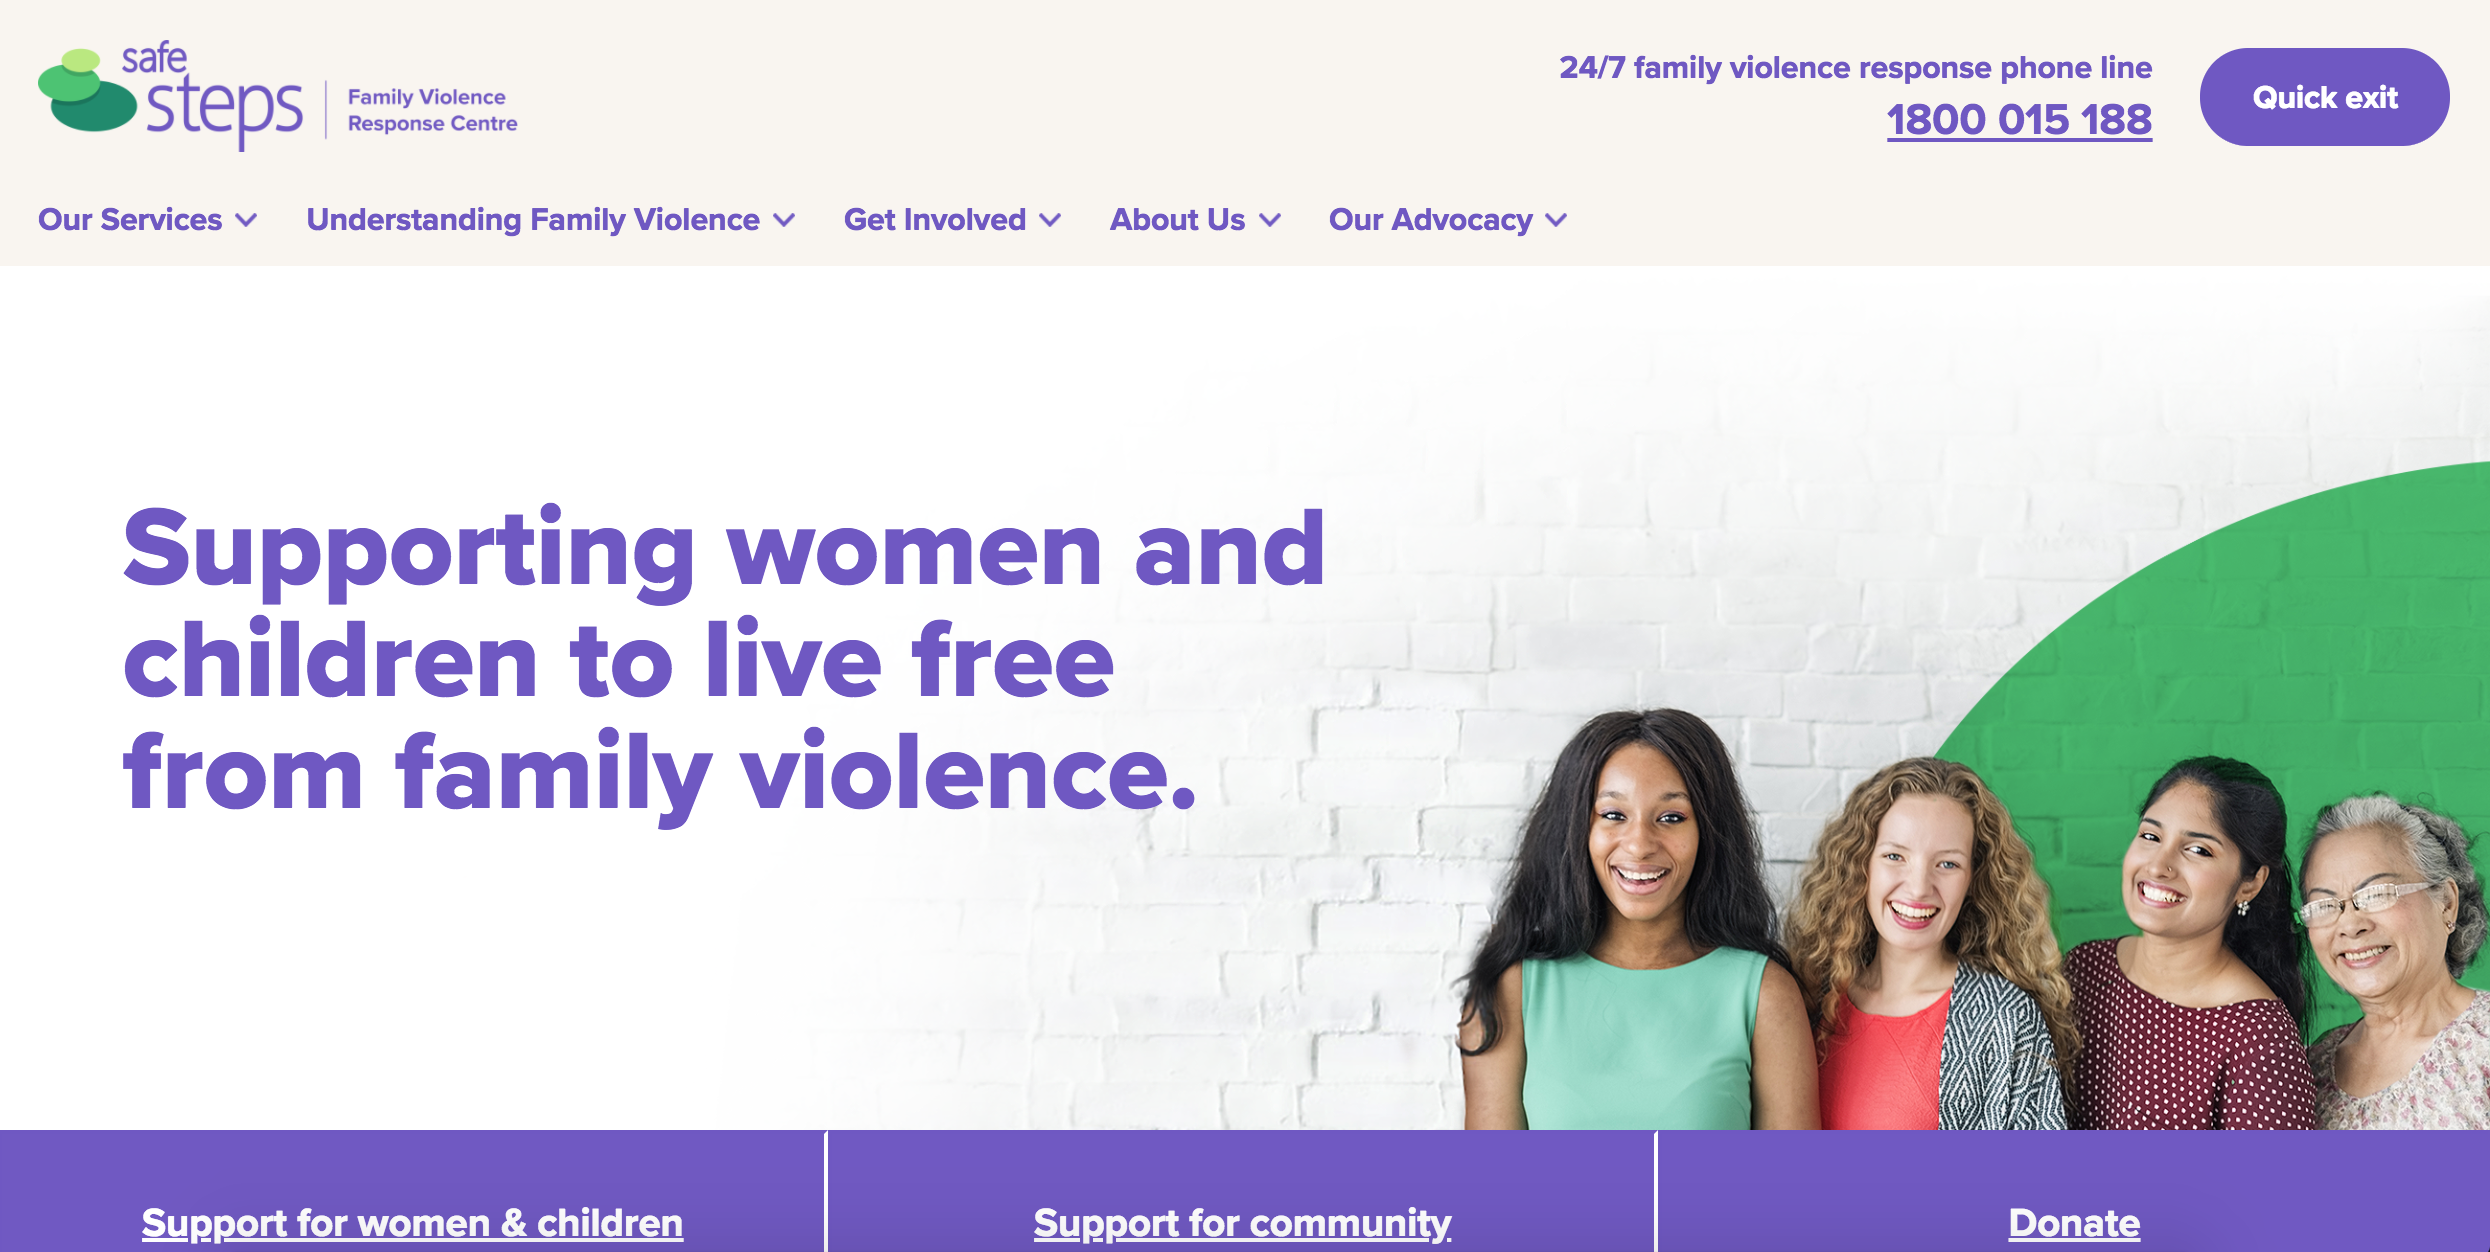 safe
steps
Family Violence
Response Centre
24/7 family violence response phone line
1800 015 188
Quick exit
Our Services
Understanding Family Violence
Get Involved
About Us
Our Advocacy
Supporting women and
children to live free
from family violence.
Support for women & children
Support for community
Donate